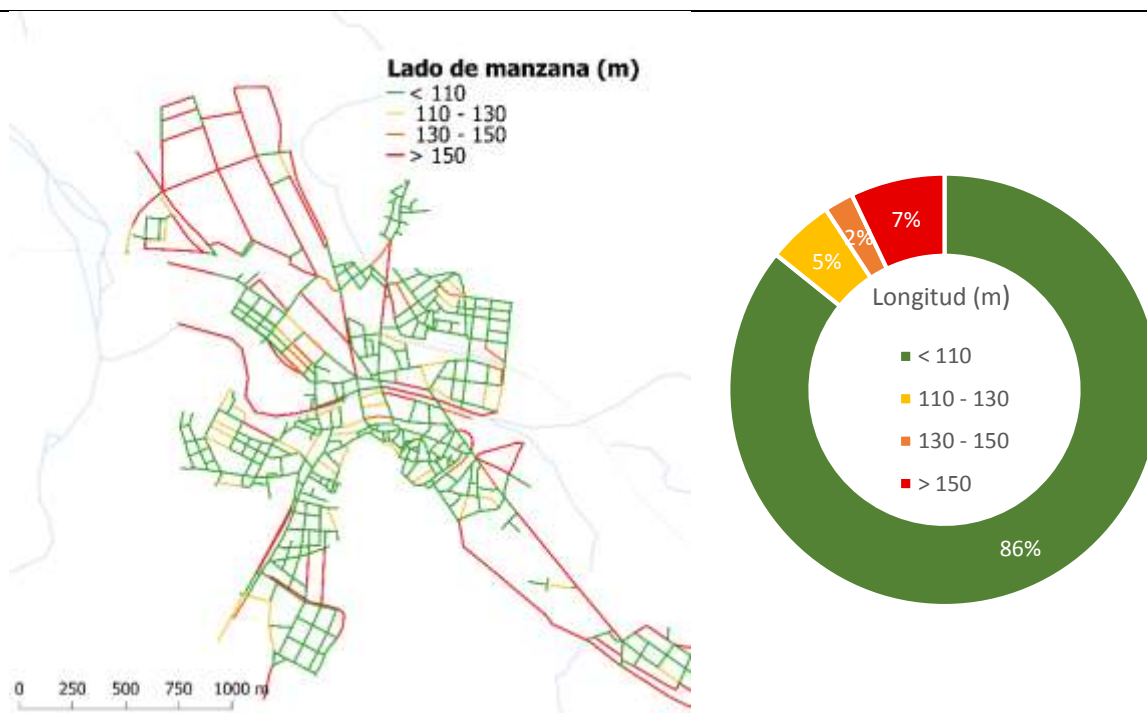 Lado de manzana (m)
< 110
110 - 130
130 - 150
> 150
0 250 500 750 1000 m
7%
2%
5%
Longitud (m)
< 110
110 - 130
130 - 150
> 150
86%